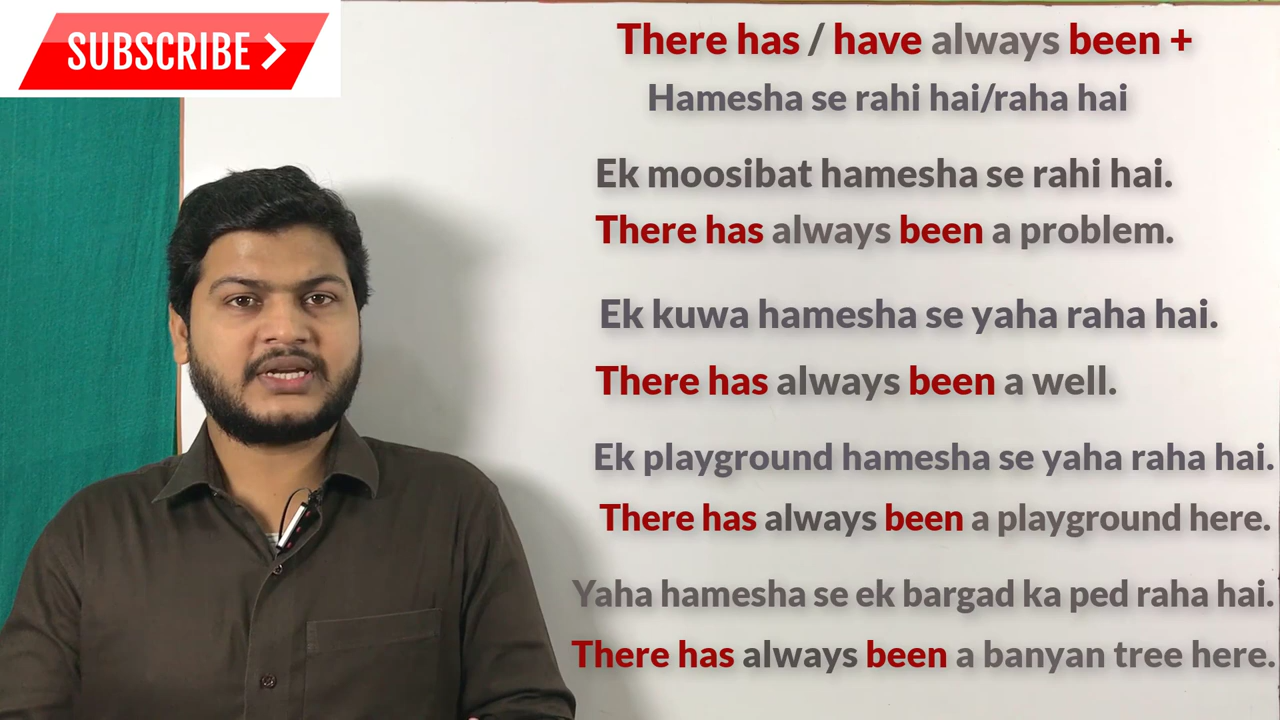 SUBSCRIBE
There has / have always been +
Hamesha se rahi hai/raha hai
Ek moosibat hamesha se rahi hai.
There has always been a problem.
Ek kuwa hamesha se yaha raha hai.
There has always been a well.
Ek playground hamesha se yaha raha hai.
There has always been a playground here.
Yaha hamesha se ek bargad ka ped raha hai.
There has always been a banyan tree here.